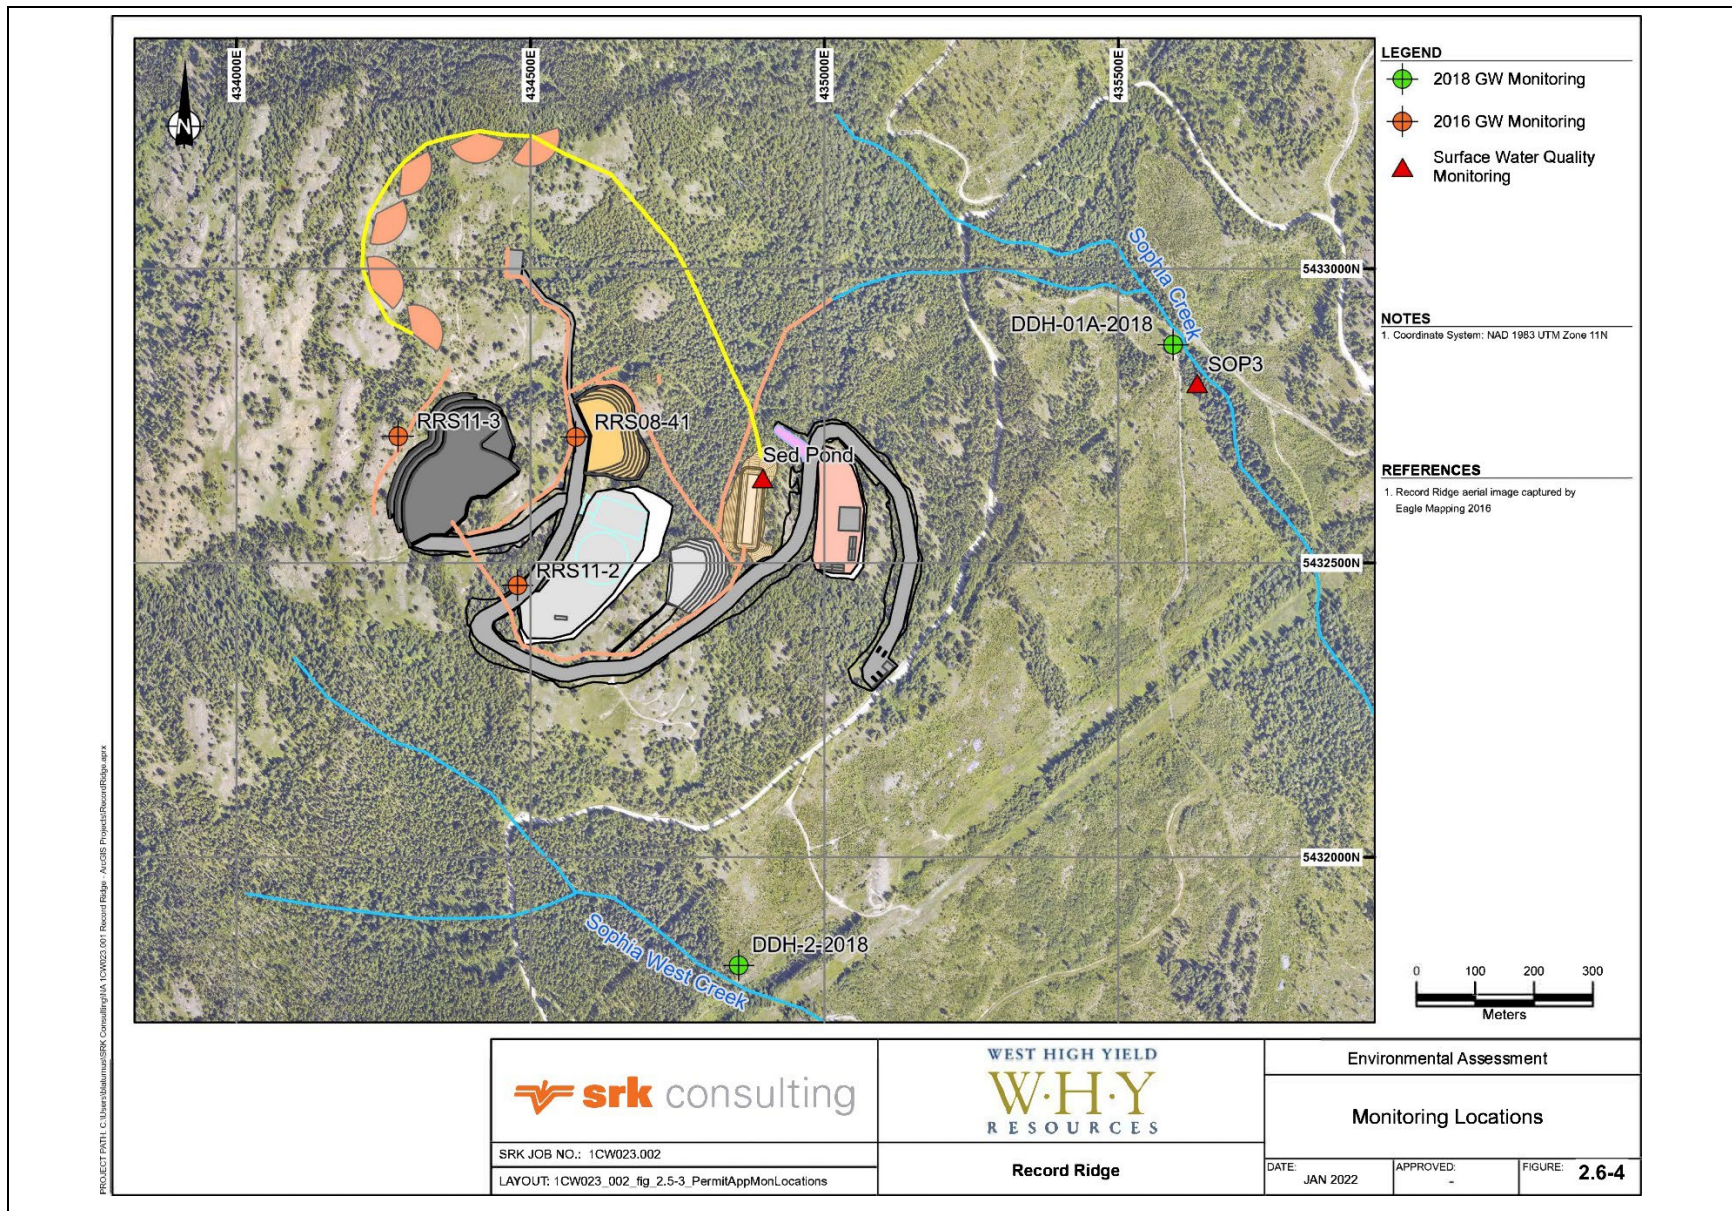 434000E
434500E
435000E
435500E
N
5433000N
5432500N
5432000N
Sophia Creek
DDH-01A-2018
SOP3
RRS11-3
RRS08-41
Sed Pond
RRS11-2
DDH-2-2018
Sophia West Creek
LEGEND
2018 GW Monitoring
2016 GW Monitoring
Surface Water Quality
Monitoring
NOTES
1. Coordinate System: NAD 1983 UTM Zone 11N
REFERENCES
1. Record Ridge aerial image captured by
Eagle Mapping 2016
0 100 200 300
Meters
srk consulting
SRK JOB NO.: 1CW023.002
LAYOUT: 1CW023_002_fig_2.5-3_PermitAppMonLocations
WEST HIGH YIELD
W·H·Y
RESOURCES
Record Ridge
Environmental Assessment
Monitoring Locations
DATE:
JAN 2022
APPROVED:
-
FIGURE: 2.6-4